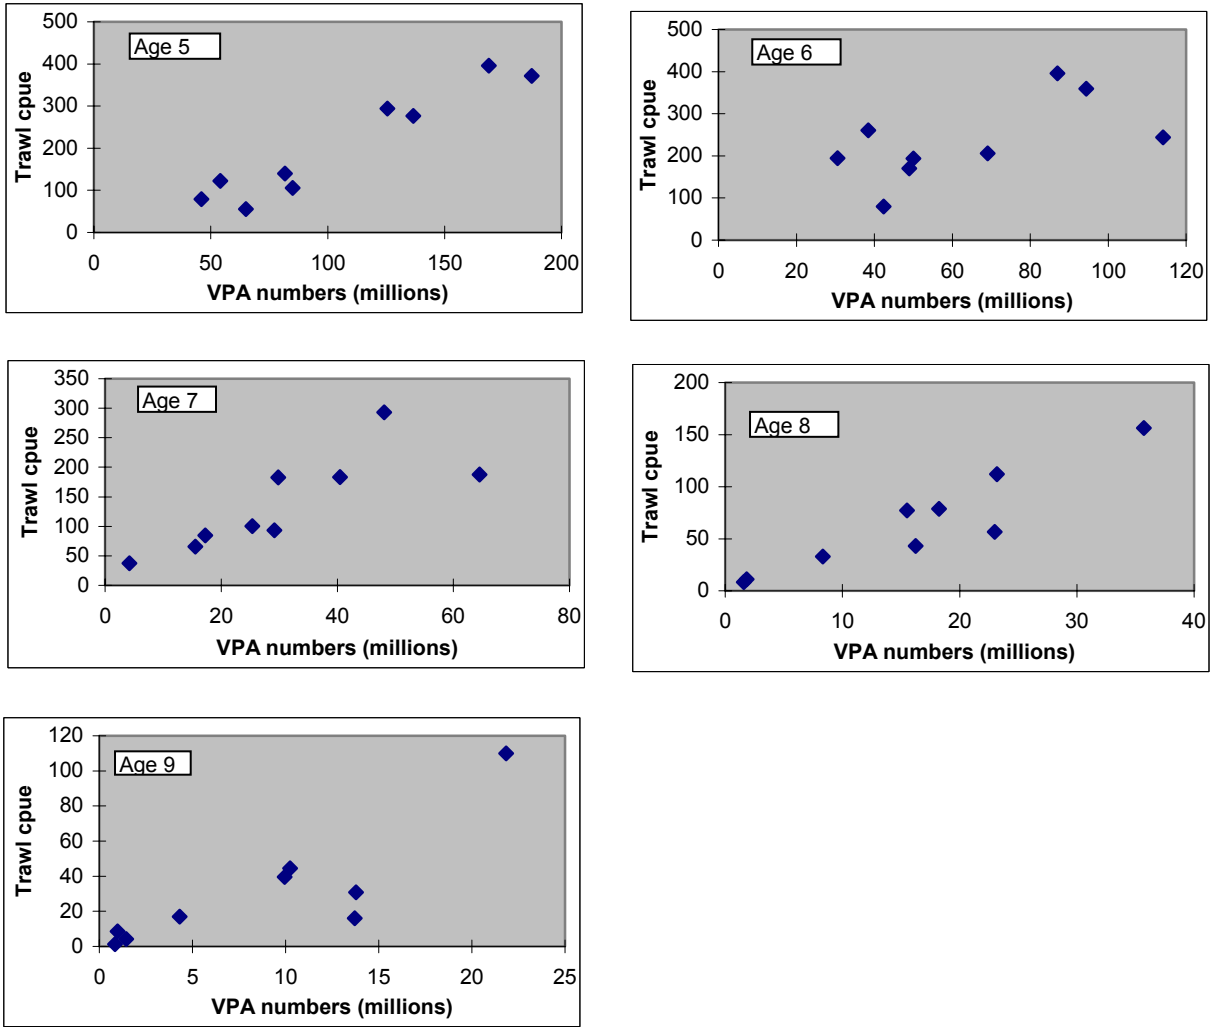 500
400
300
200
100
0
Trawl cpue
Age 5
0 50 100 150 200
VPA numbers (millions)
500
400
300
200
100
0
Trawl cpue
Age 6
0 20 40 60 80 100 120
VPA numbers (millions)
350
300
250
200
150
100
50
0
Trawl cpue
Age 7
0 20 40 60 80
VPA numbers (millions)
200
150
100
50
0
Trawl cpue
Age 8
0 10 20 30 40
VPA numbers (millions)
120
100
80
60
40
20
0
Trawl cpue
Age 9
0 5 10 15 20 25
VPA numbers (millions)